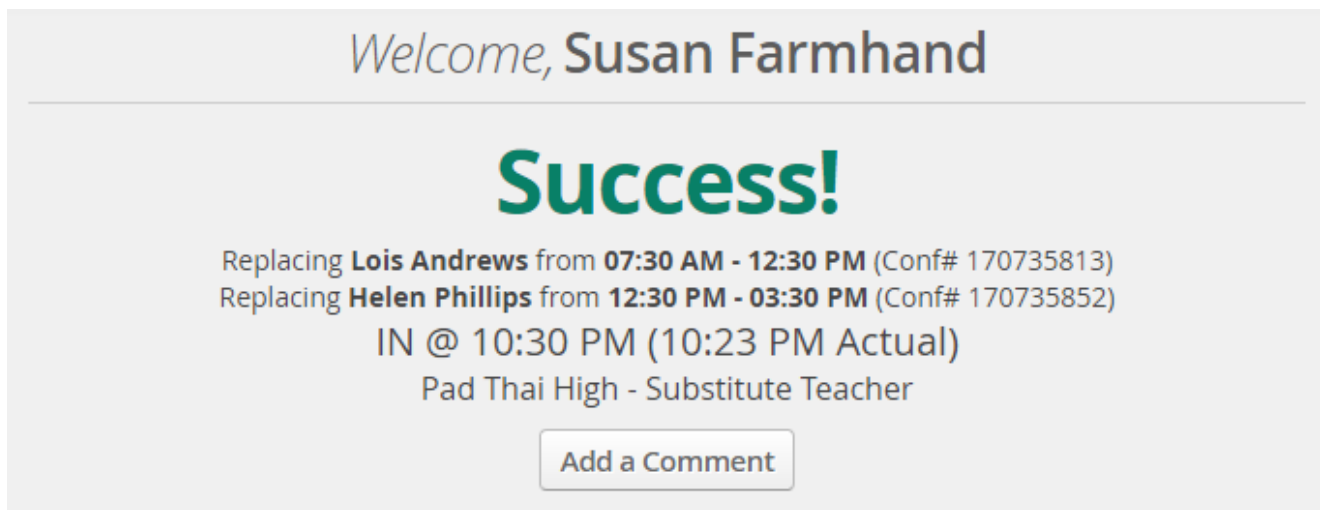 Welcome, Susan Farmhand
Success!
Replacing Lois Andrews from 07:30 AM - 12:30 PM (Conf# 170735813)
Replacing Helen Phillips from 12:30 PM - 03:30 PM (Conf# 170735852)
IN @ 10:30 PM (10:23 PM Actual)
Pad Thai High - Substitute Teacher
Add a Comment